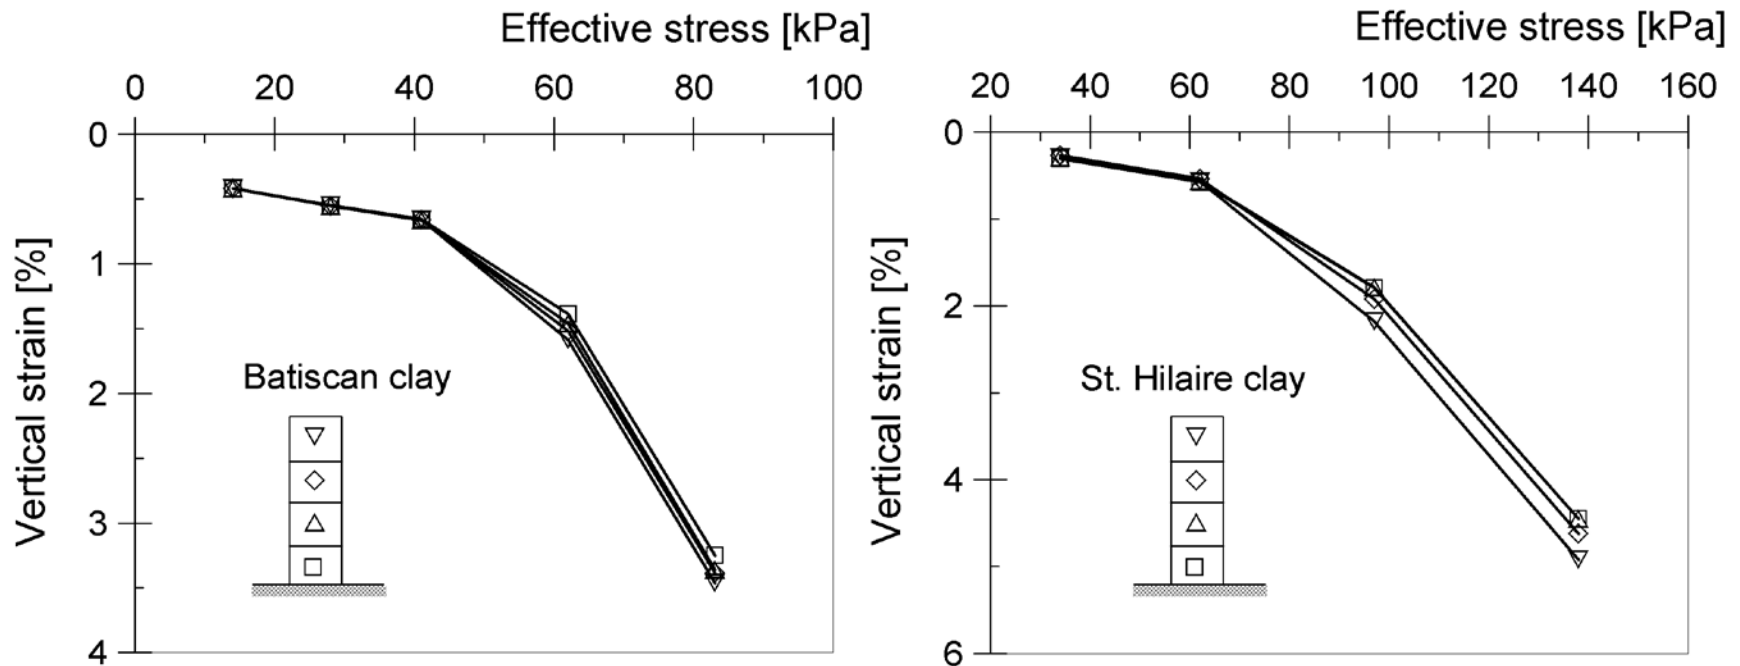 Effective stress [kPa]
0 20 40 60 80 100
0
1
2
3
4
Vertical strain [%]
Batiscan clay
Effective stress [kPa]
20 40 60 80 100 120 140 160
0
2
4
6
Vertical strain [%]
St. Hilaire clay